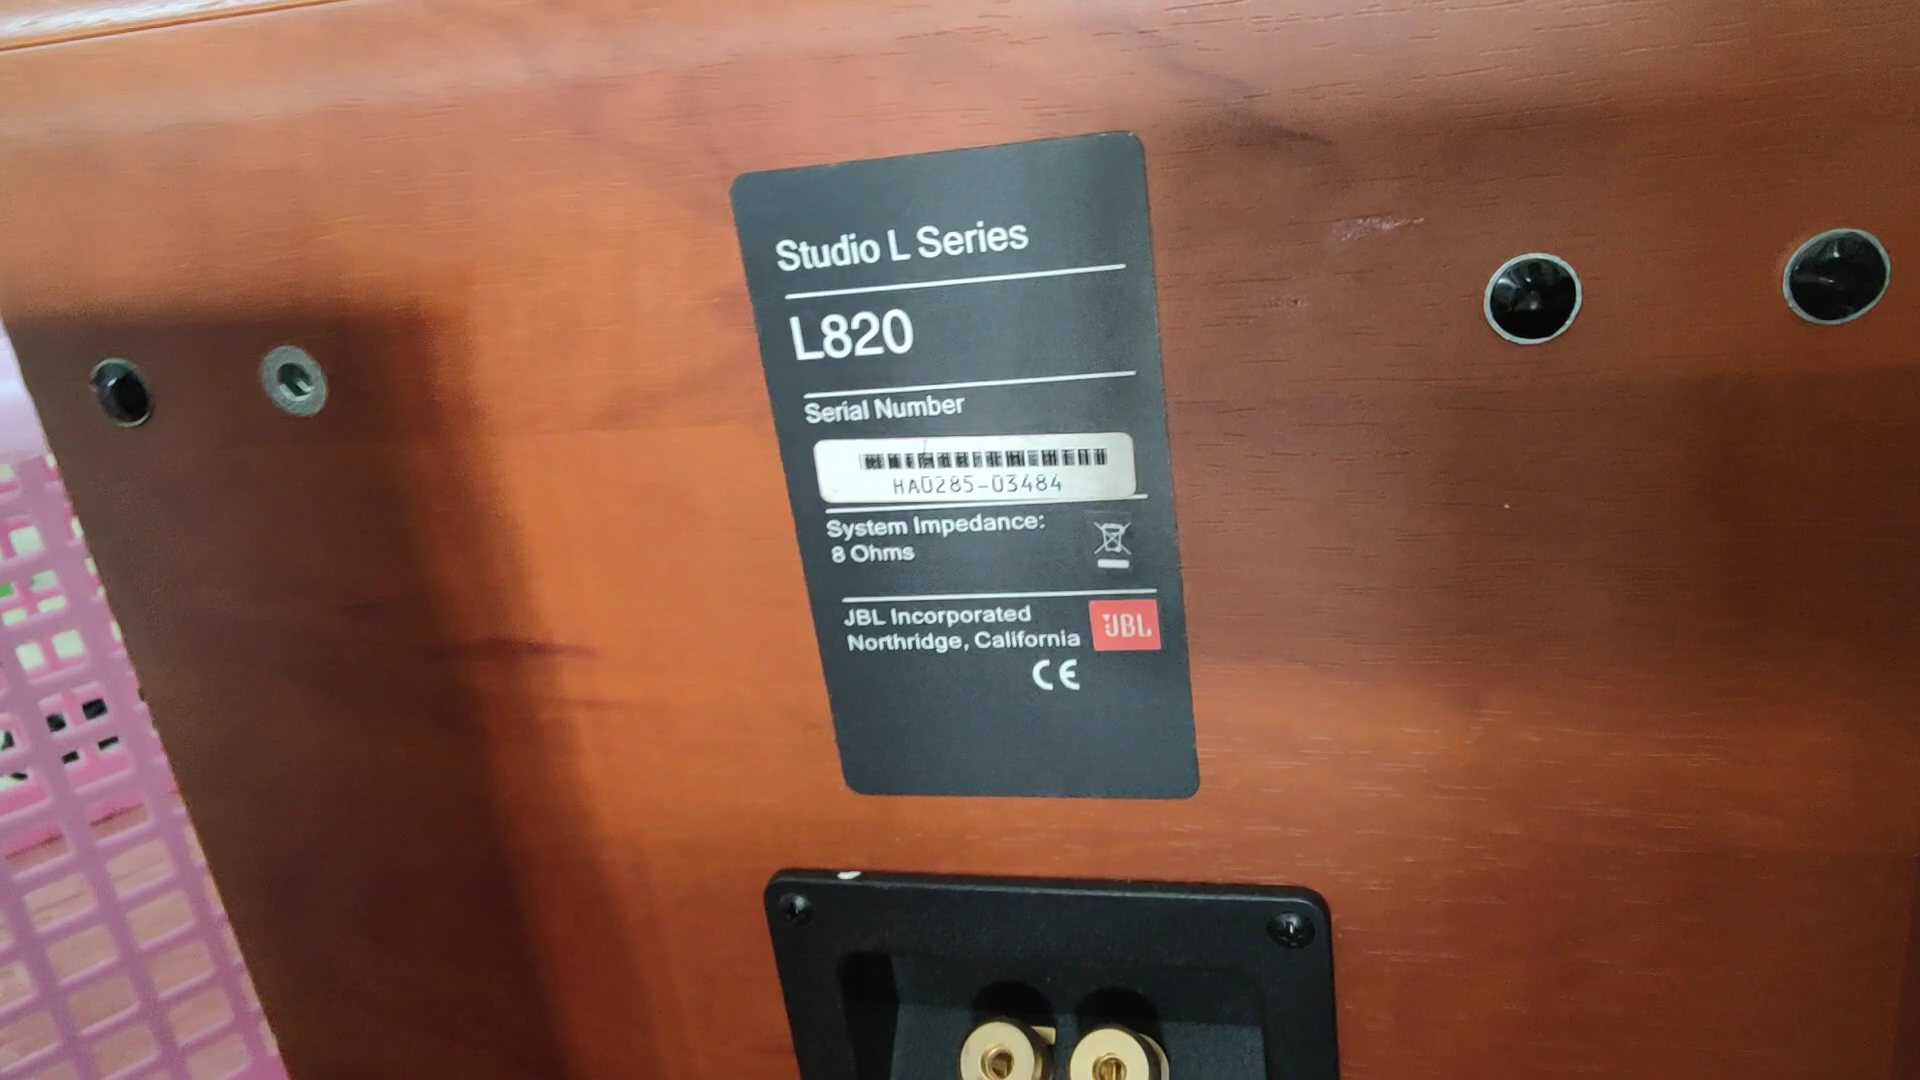 Studio L Series
L820
Serial Number
HA0285-03484
System Impedance:
8 Ohms
JBL Incorporated
Northridge, California
JBL
CE